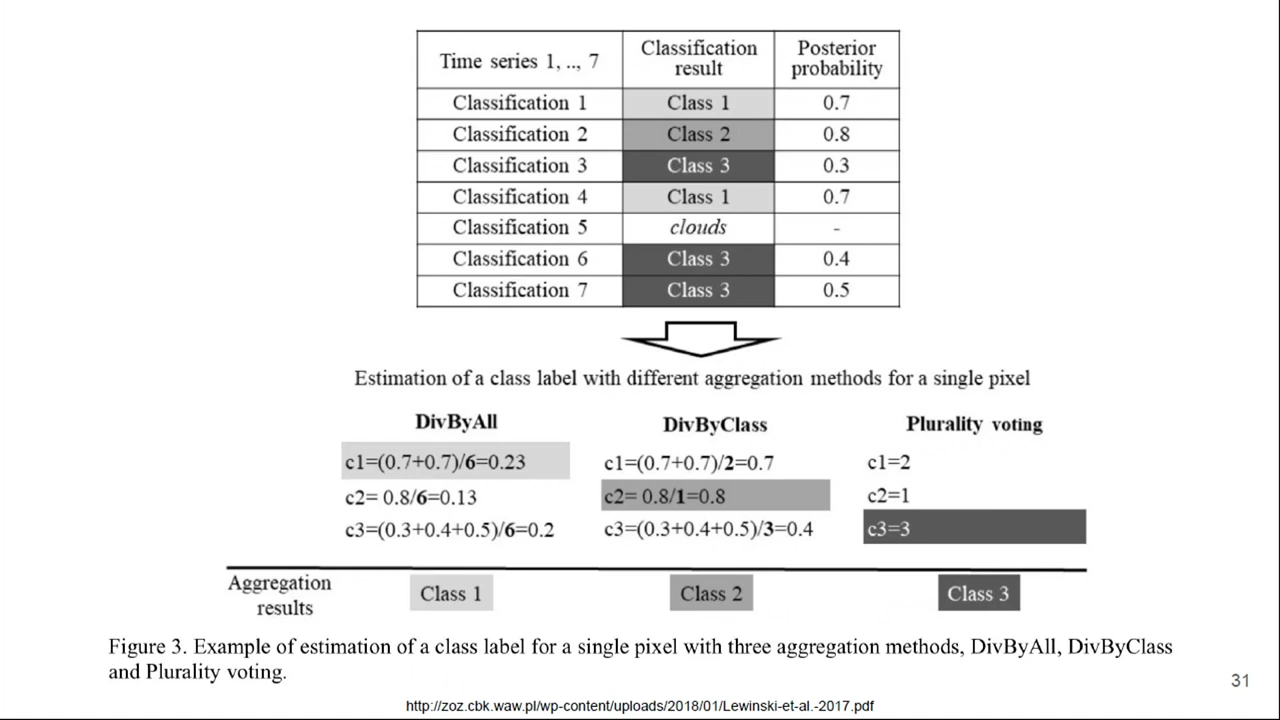 Time series 1, .., 7 Classification result Posterior probability
Classification 1 Class 1 0.7
Classification 2 Class 2 0.8
Classification 3 Class 3 0.3
Classification 4 Class 1 0.7
Classification 5 clouds -
Classification 6 Class 3 0.4
Classification 7 Class 3 0.5
Estimation of a class label with different aggregation methods for a single pixel
DivByAll DivByClass Plurality voting
c1=(0.7+0.7)/6=0.23 c1=(0.7+0.7)/2=0.7 c1=2
c2= 0.8/6=0.13 c2= 0.8/1=0.8 c2=1
c3=(0.3+0.4+0.5)/6=0.2 c3=(0.3+0.4+0.5)/3=0.4 c3=3
Aggregation results Class 1 Class 2 Class 3
Figure 3. Example of estimation of a class label for a single pixel with three aggregation methods, DivByAll, DivByClass
and Plurality voting.
31
http://zoz.cbk.waw.pl/wp-content/uploads/2018/01/Lewinski-et-al.-2017.pdf